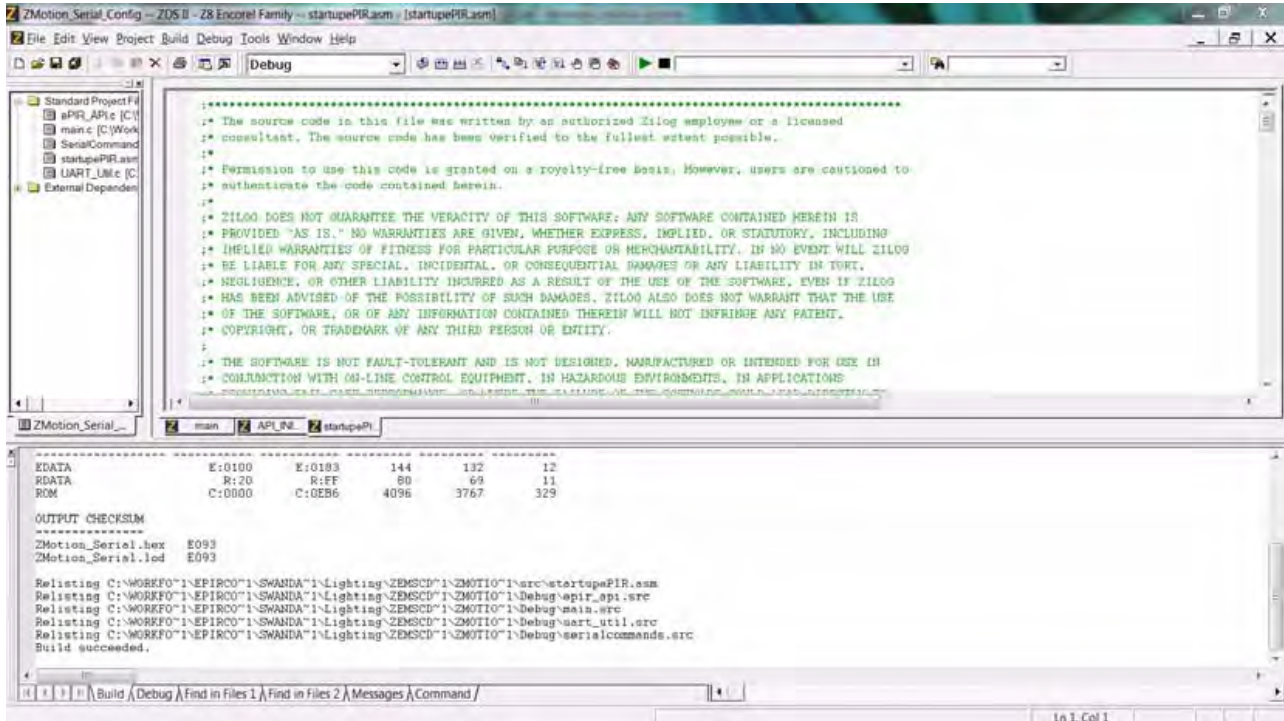 ZMotion_Serial_Config - ZDS II - Z8 Encore! Family - startupePIR.asm - [startupePIR.asm]
File Edit View Project Build Debug Tools Window Help
Debug
Standard Project Fi
ePIR_API.c [C:\
main.c [C:\Work
SerialCommand
startupePIR.asm
UART_Util.c [C:
External Dependen
ZMotion_Serial_...
;************************************************************
;* The source code in this file was written by an authorized Zilog employee or a licensed
;* consultant. The source code has been verified to the fullest extent possible.
;*
;* Permission to use this code is granted on a royalty-free basis. However, users are cautioned to
;* authenticate the code contained herein.
;*
;* ZILOG DOES NOT GUARANTEE THE VERACITY OF THIS SOFTWARE; ANY SOFTWARE CONTAINED HEREIN IS
;* PROVIDED "AS IS." NO WARRANTIES ARE GIVEN, WHETHER EXPRESS, IMPLIED, OR STATUTORY, INCLUDING
;* IMPLIED WARRANTIES OF FITNESS FOR PARTICULAR PURPOSE OR MERCHANTABILITY. IN NO EVENT WILL ZILOG
;* BE LIABLE FOR ANY SPECIAL, INCIDENTAL, OR CONSEQUENTIAL DAMAGES OR ANY LIABILITY IN TORT,
;* NEGLIGENCE, OR OTHER LIABILITY INCURRED AS A RESULT OF THE USE OF THE SOFTWARE, EVEN IF ZILOG
;* HAS BEEN ADVISED OF THE POSSIBILITY OF SUCH DAMAGES. ZILOG ALSO DOES NOT WARRANT THAT THE USE
;* OF THE SOFTWARE, OR OF ANY INFORMATION CONTAINED THEREIN WILL NOT INFRINGE ANY PATENT,
;* COPYRIGHT, OR TRADEMARK OF ANY THIRD PERSON OR ENTITY.
;
;* THE SOFTWARE IS NOT FAULT-TOLERANT AND IS NOT DESIGNED, MANUFACTURED OR INTENDED FOR USE IN
;* CONJUNCTION WITH ON-LINE CONTROL EQUIPMENT, IN HAZARDOUS ENVIRONMENTS, IN APPLICATIONS
main API_INI... startupePI...
EDATA E:0100 E:0183 144 132 12
RDATA R:20 R:FF 80 69 11
ROM C:0000 C:0EB6 4096 3767 329
OUTPUT CHECKSUM
----------------
ZMotion_Serial.hex E093
ZMotion_Serial.lod E093
Relisting C:\WORKFO~1\EPIRCO~1\SWANDA~1\Lighting\ZEMSCD~1\ZMOTIO~1\src\startupePIR.asm
Relisting C:\WORKFO~1\EPIRCO~1\SWANDA~1\Lighting\ZEMSCD~1\ZMOTIO~1\Debug\epir_api.src
Relisting C:\WORKFO~1\EPIRCO~1\SWANDA~1\Lighting\ZEMSCD~1\ZMOTIO~1\Debug\main.src
Relisting C:\WORKFO~1\EPIRCO~1\SWANDA~1\Lighting\ZEMSCD~1\ZMOTIO~1\Debug\uart_util.src
Relisting C:\WORKFO~1\EPIRCO~1\SWANDA~1\Lighting\ZEMSCD~1\ZMOTIO~1\Debug\serialcommands.src
Build succeeded.
Build Debug Find in Files 1 Find in Files 2 Messages Command
Ln 1, Col 1